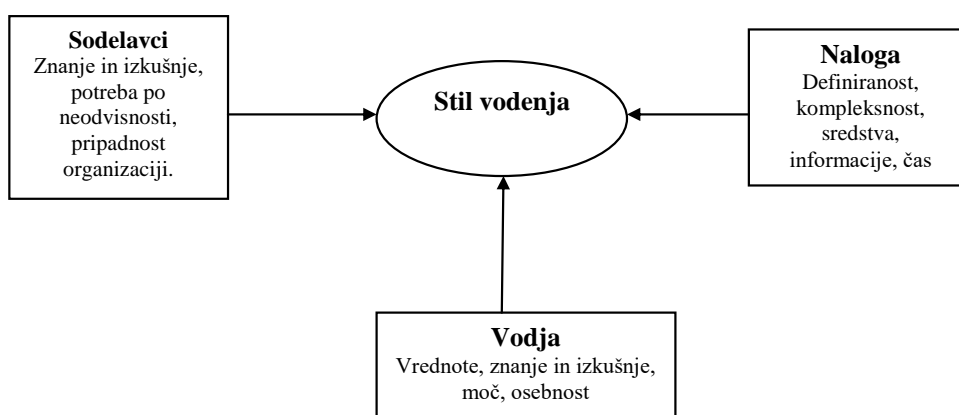 Sodelavci
Znanje in izkušnje,
potreba po
neodvisnosti,
pripadnost
organizaciji.
Stil vodenja
Naloga
Definiranost,
kompleksnost,
sredstva,
informacije, čas
Vodja
Vrednote, znanje in izkušnje,
moč, osebnost